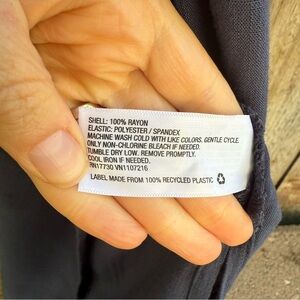 SHELL: 100% RAYON
ELASTIC: POLYESTER / SPANDEX
MACHINE WASH COLD WITH LIKE COLORS. GENTLE CYCLE.
ONLY NON-CHLORINE BLEACH IF NEEDED.
TUMBLE DRY LOW. REMOVE PROMPTLY.
COOL IRON IF NEEDED.
RN17730 VN1107216
LABEL MADE FROM 100% RECYCLED PLASTIC